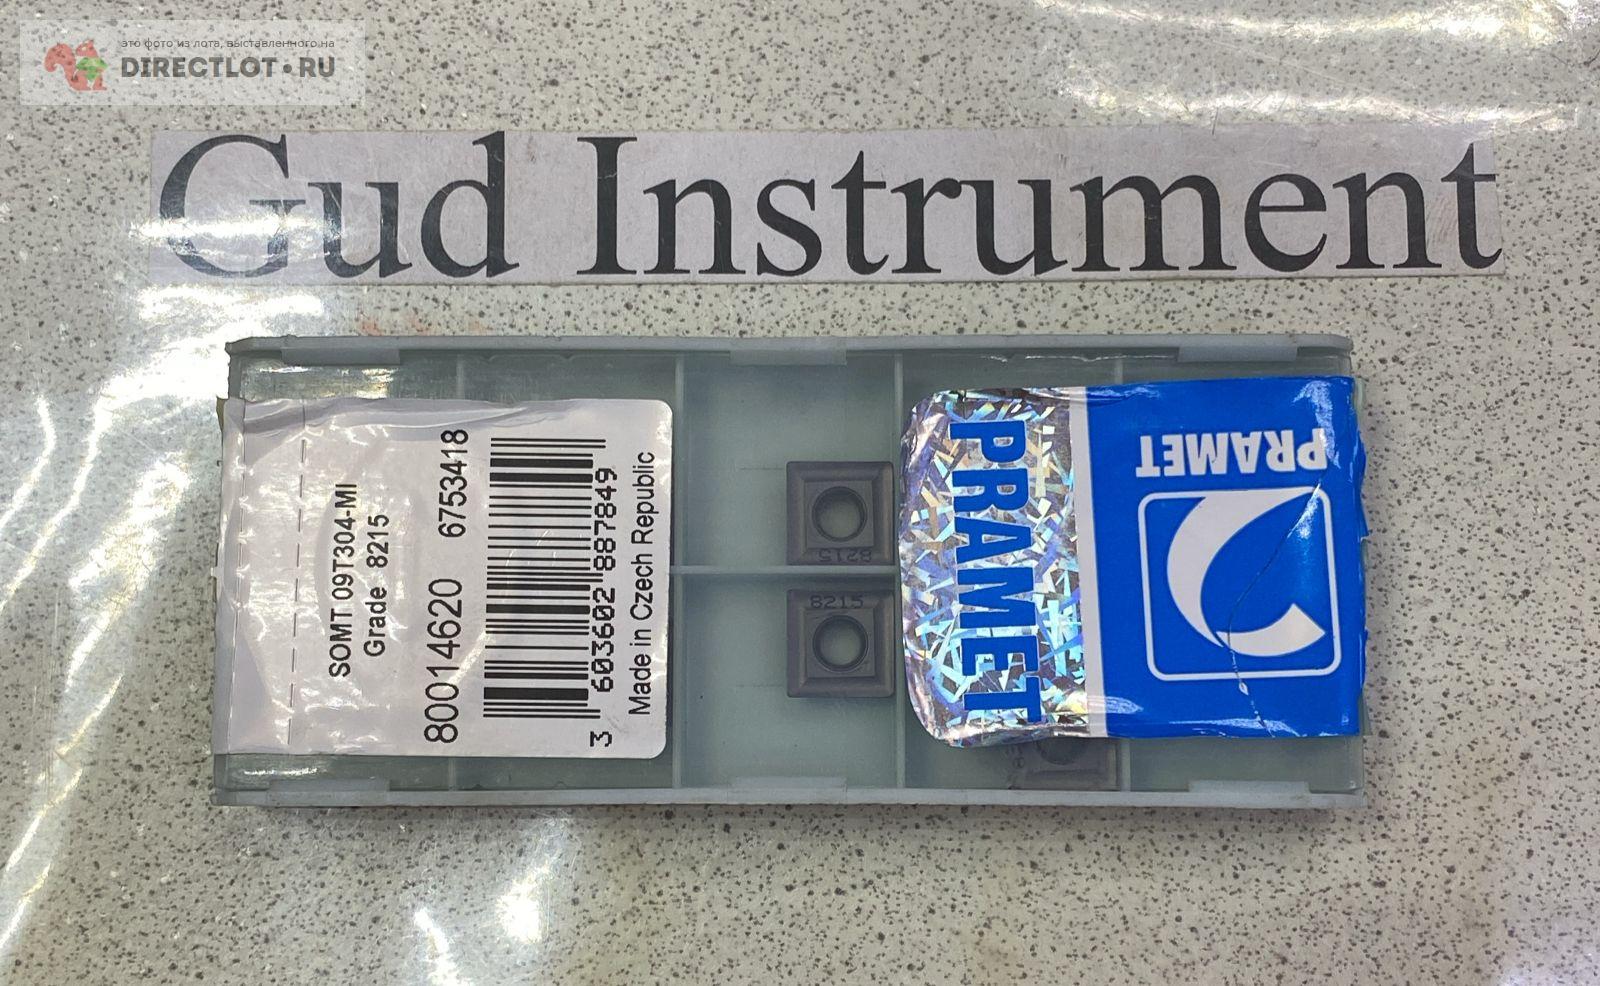 это фото из лота, выставленного на
DIRECTLOT.RU
Gud Instrument
SOMT 09T304-MI
Grade 8215
80014620 6753418
3 603602 887849
Made in Czech Republic
8215
8215
PRAMET
PRAMET